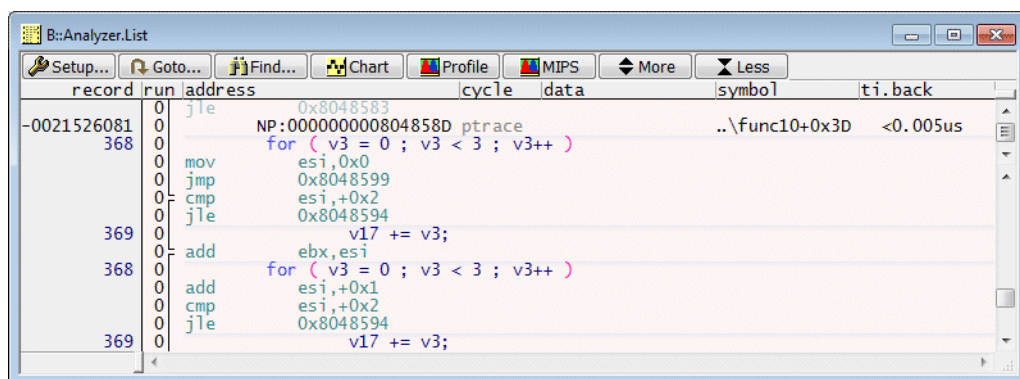 B::Analyzer.List
Setup... Goto... Find... Chart Profile MIPS More Less
record run address cycle data symbol ti.back
0 jle 0x8048583
-0021526081 0 NP:000000000804858D ptrace ..\func10+0x3D <0.005us
368 0 for ( v3 = 0 ; v3 < 3 ; v3++ )
0 mov esi,0x0
0 jmp 0x8048599
0 cmp esi,+0x2
0 jle 0x8048594
369 0 v17 += v3;
0 add ebx,esi
368 0 for ( v3 = 0 ; v3 < 3 ; v3++ )
0 add esi,+0x1
0 cmp esi,+0x2
0 jle 0x8048594
369 0 v17 += v3;